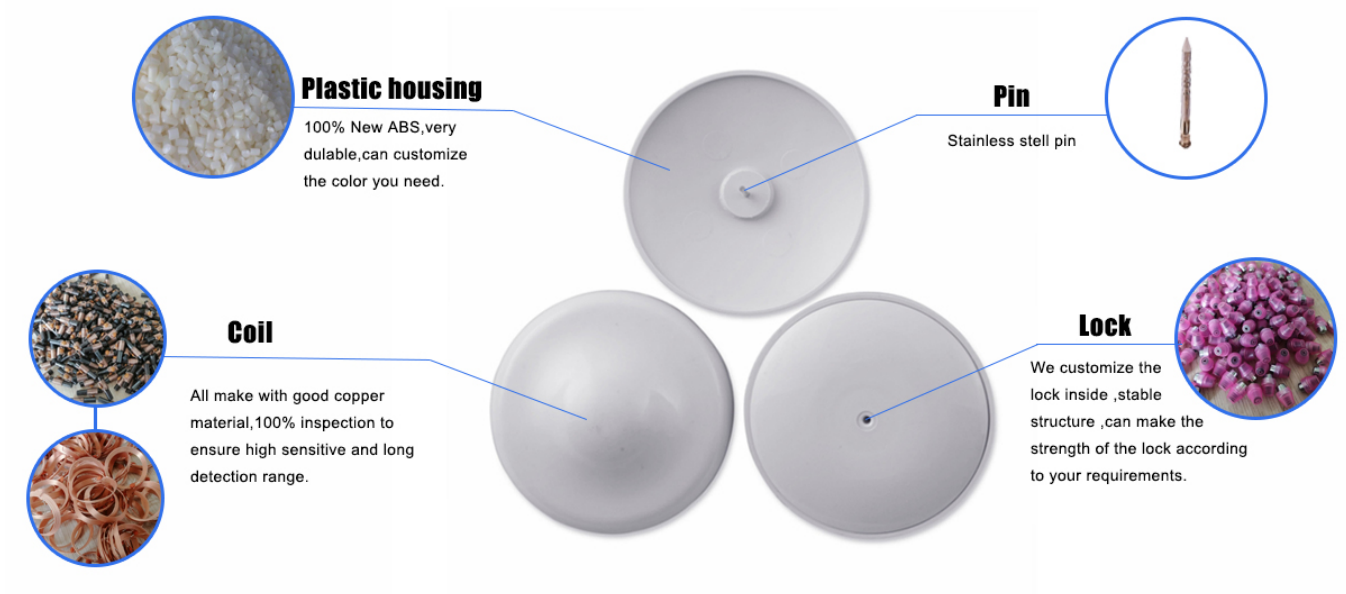 Plastic housing
100% New ABS,very
dulable,can customize
the color you need.
Pin
Stainless stell pin
Coil
All make with good copper
material,100% inspection to
ensure high sensitive and long
detection range.
Lock
We customize the
lock inside ,stable
structure ,can make the
strength of the lock according
to your requirements.